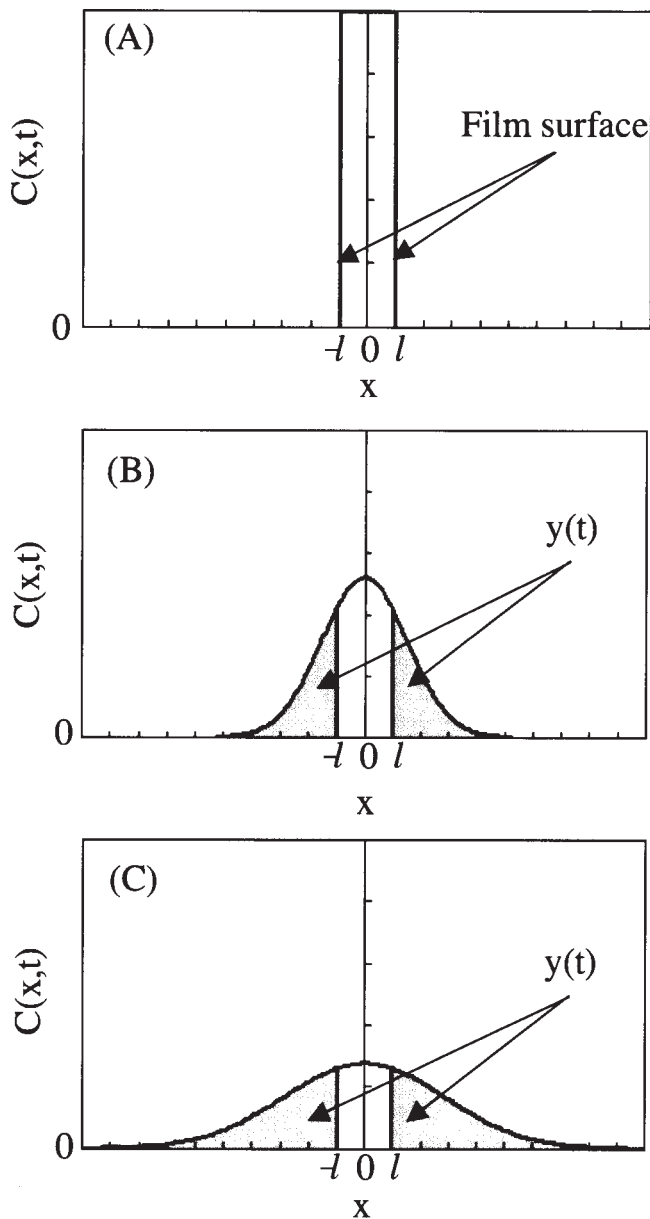 (A)
Film surface
C(x,t)
0
-l 0 l
x
(B)
y(t)
C(x,t)
0
-l 0 l
x
(C)
y(t)
C(x,t)
0
-l 0 l
x